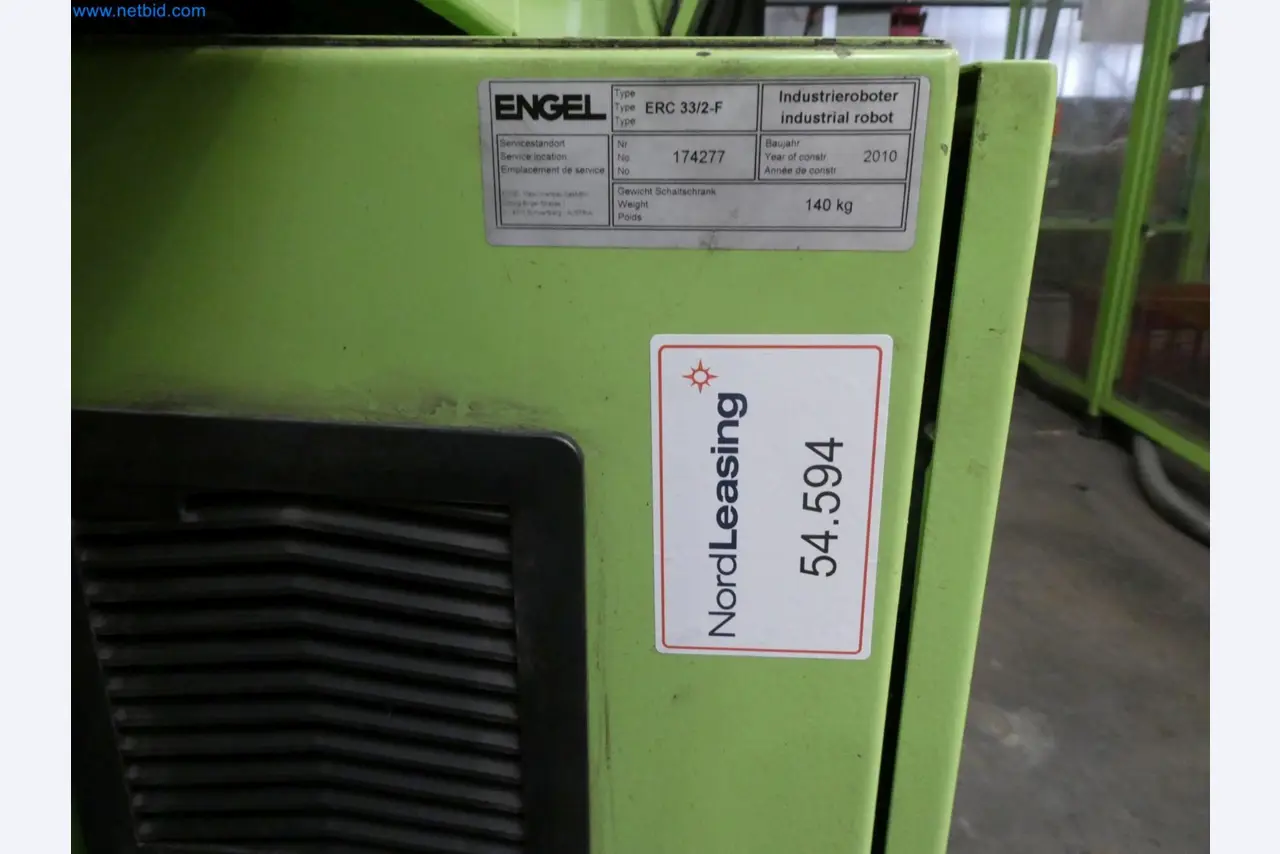 www.netbid.com
ENGEL
Type
Type
Type
ERC 33/2-F
Industrieroboter
industrial robot
Servicestandort
Service location
Emplacement de service
Nr
No
No
174277
Baujahr
Year of constr
Année de constr
2010
Gewicht Schaltschrank
Weight
Poids
140 kg
NordLeasing
54.594